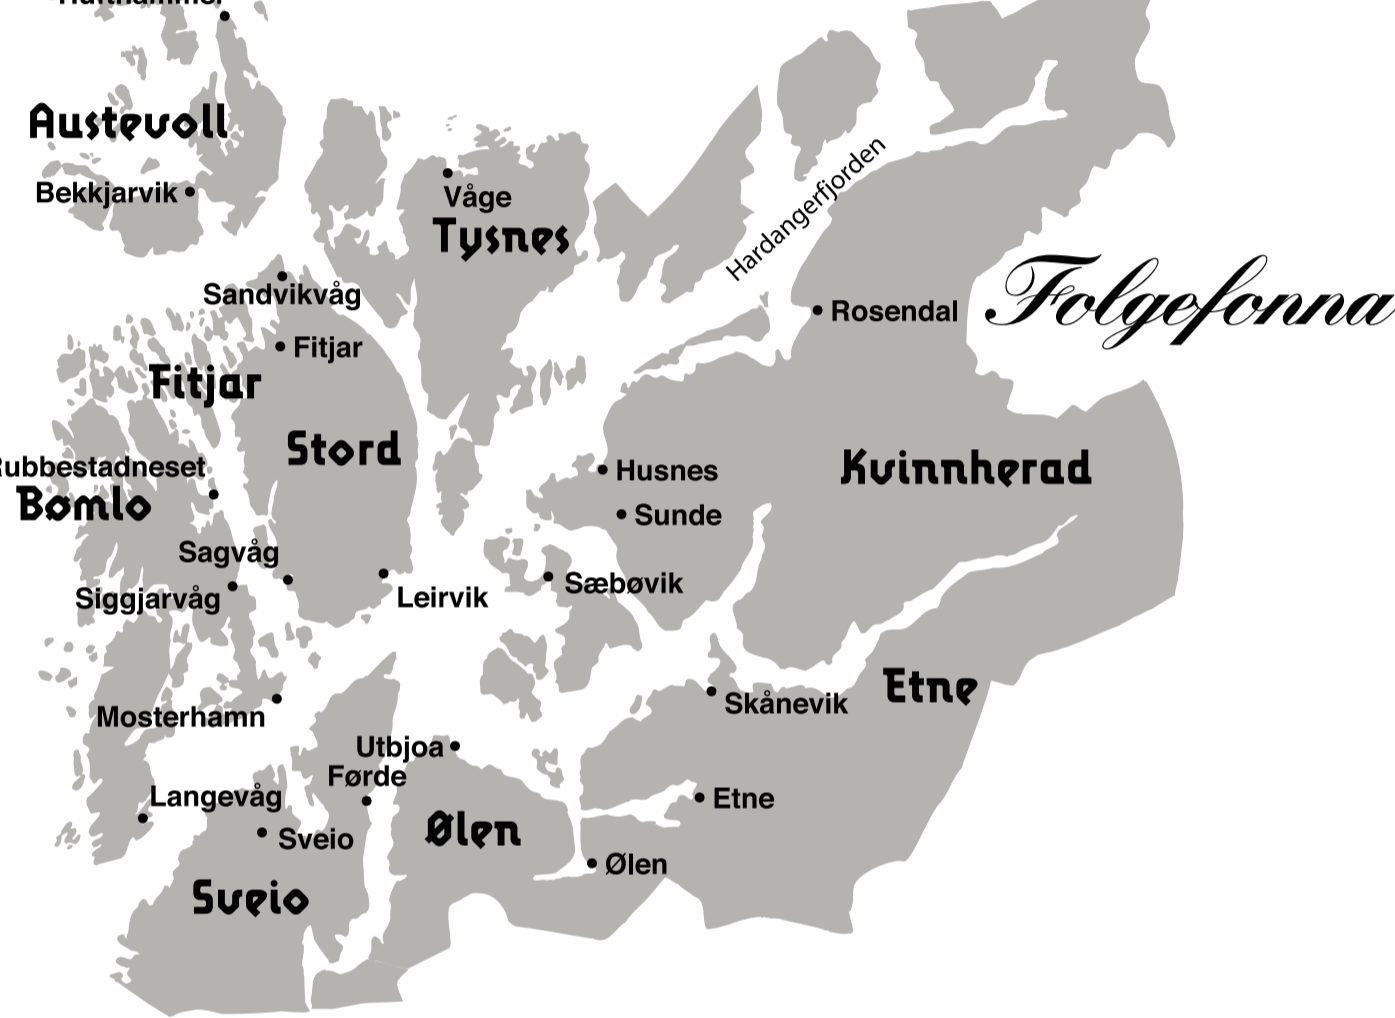 Austevoll
Bekkjarvik
Våge
Tysnes
Hardangerfjorden
Sandvikvåg
Rosendal
Folgefonna
Fitjar
Fitjar
Stord
Kvinnherad
Husnes
Bømlo
Sunde
Sagvåg
Siggjarvåg
Leirvik
Sæbøvik
Etne
Skånevik
Mosterhamn
Utbjoa
Førde
Langevåg
Etne
Sveio
Ølen
Ølen
Sveio